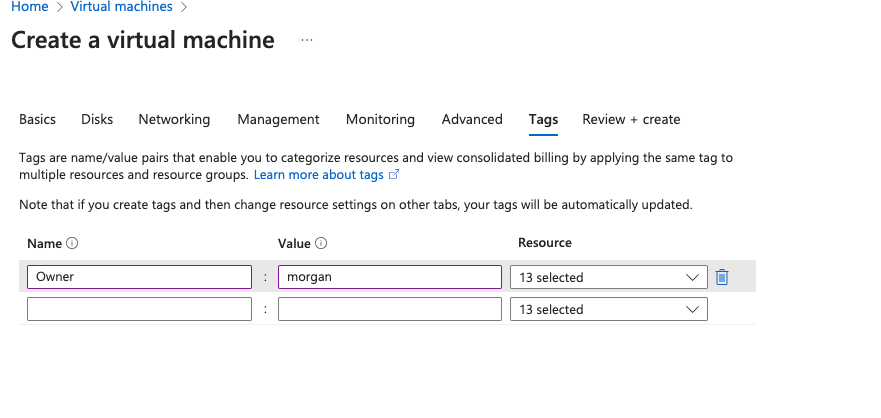 Home > Virtual machines >
Create a virtual machine ...
Basics Disks Networking Management Monitoring Advanced Tags Review + create
Tags are name/value pairs that enable you to categorize resources and view consolidated billing by applying the same tag to
multiple resources and resource groups. Learn more about tags
Note that if you create tags and then change resource settings on other tabs, your tags will be automatically updated.
Name Value Resource
Owner : morgan 13 selected
: 13 selected